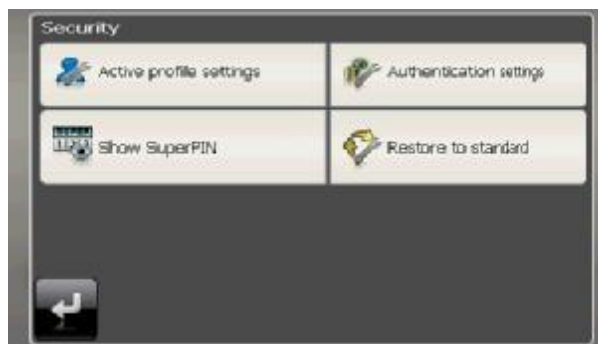 Security
Active profile settings
Authentication settings
Show SuperPIN
Restore to standard